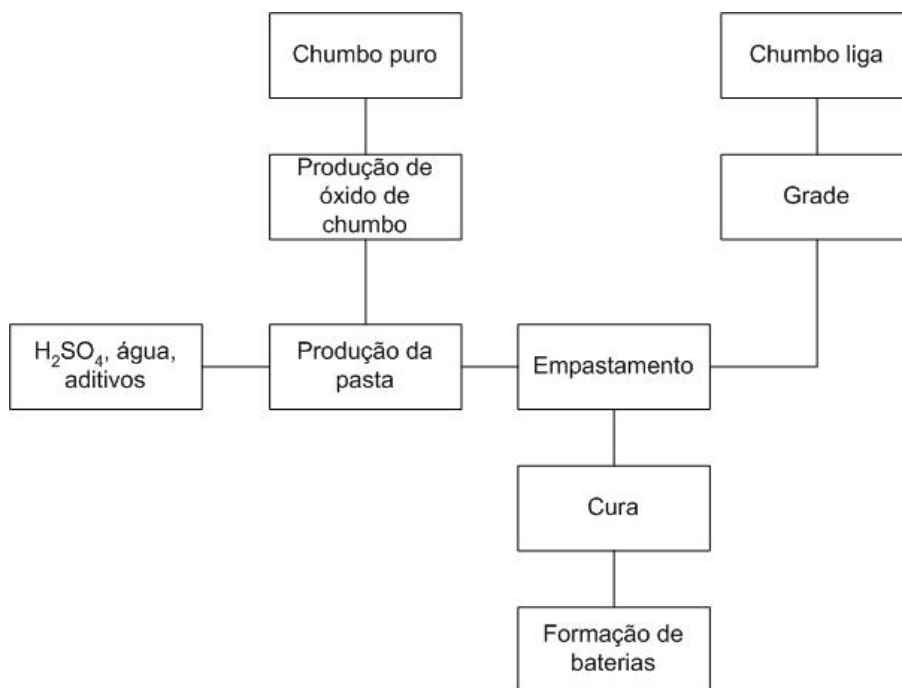 Chumbo puro
Chumbo liga
Produção de
óxido de
chumbo
Grade
H₂SO₄, água,
aditivos
Produção da
pasta
Empastamento
Cura
Formação de
baterias